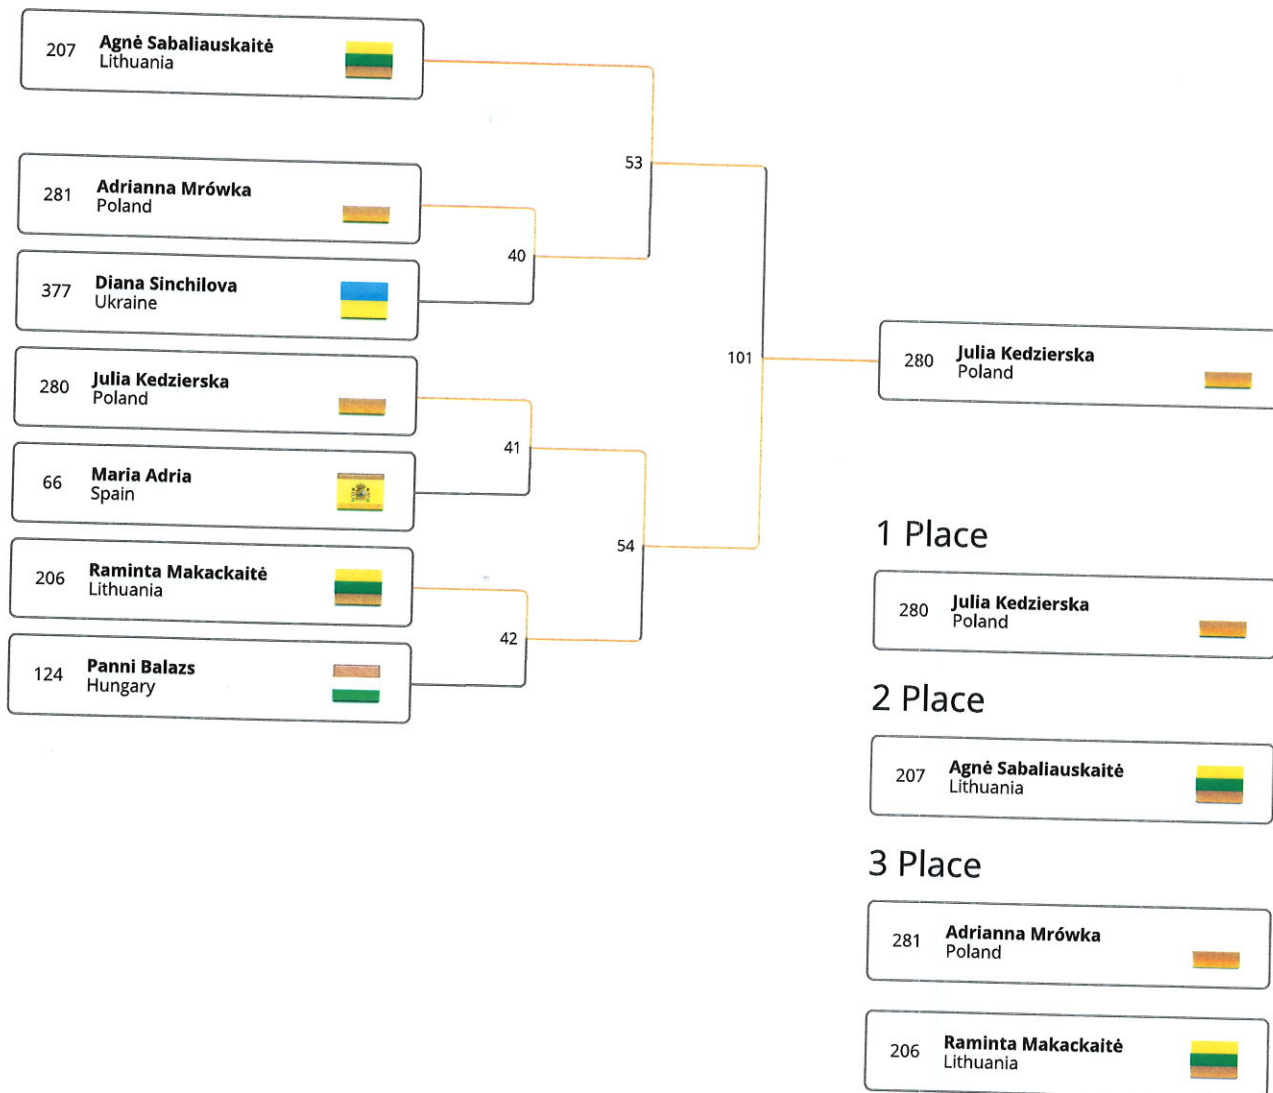 207 Agnė Sabaliauskaitė
Lithuania
53
281 Adrianna Mrówka
Poland
40
377 Diana Sinchilova
Ukraine
101
280 Julia Kedzierska
Poland
280 Julia Kedzierska
Poland
41
66 Maria Adria
Spain
54
206 Raminta Makackaitė
Lithuania
42
124 Panni Balazs
Hungary
1 Place
280 Julia Kedzierska
Poland
2 Place
207 Agnė Sabaliauskaitė
Lithuania
3 Place
281 Adrianna Mrówka
Poland
206 Raminta Makackaitė
Lithuania